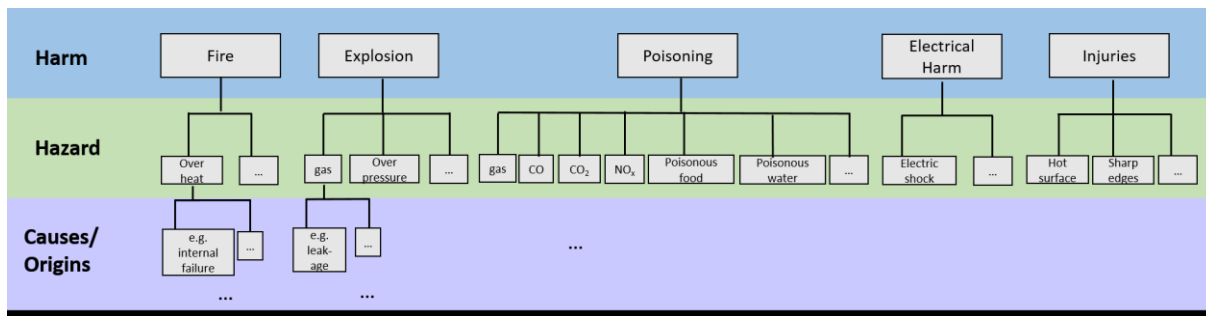 Harm
Fire
Explosion
Poisoning
Electrical
Harm
Injuries
Hazard
Over
heat
...
gas
Over
pressure
...
gas
CO
CO₂
NOₓ
Poisonous
food
Poisonous
water
...
Electric
shock
...
Hot
surface
Sharp
edges
...
Causes/
Origins
e.g.
internal
failure
...
e.g.
leak-
age
...
...
...
...